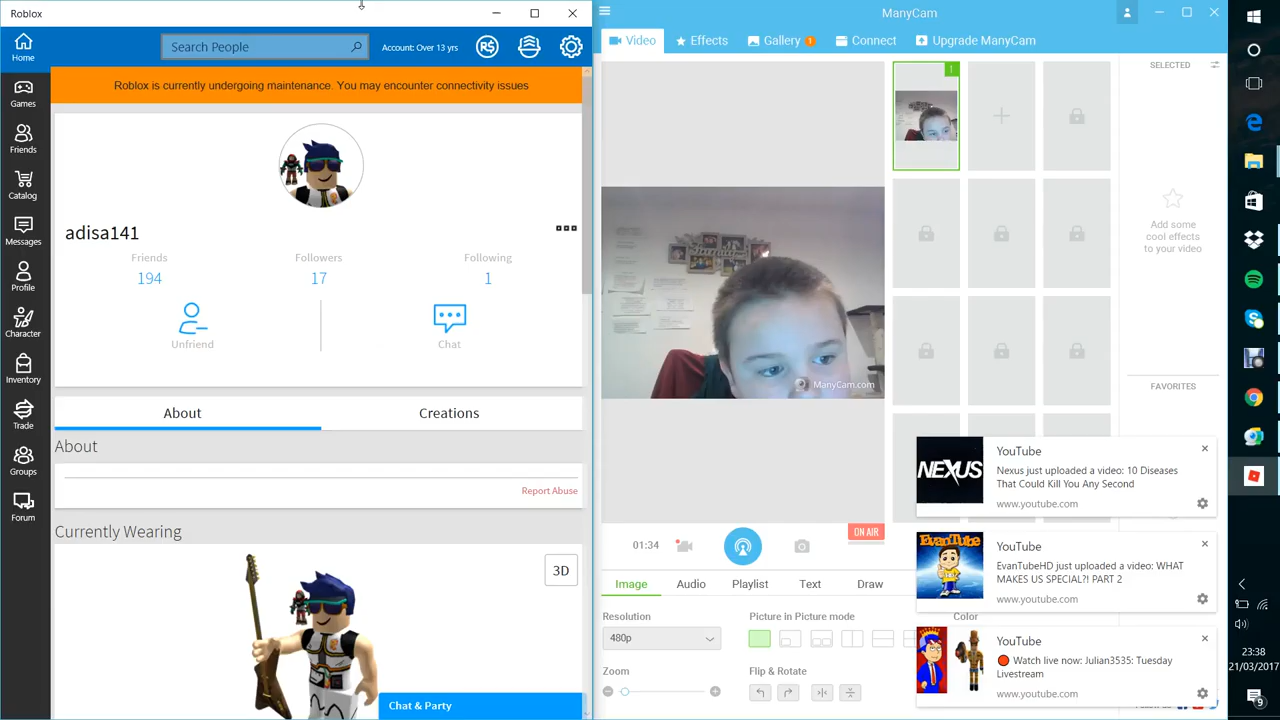 Roblox
Home
Search People
Account: Over 13 yrs
R$
Games
Friends
Catalog
Messages
Profile
Character
Inventory
Trade
Groups
Forum
Roblox is currently undergoing maintenance. You may encounter connectivity issues
adisa141
Friends
Followers
Following
194
17
1
Unfriend
Chat
About
Creations
About
Report Abuse
Currently Wearing
3D
Chat & Party
ManyCam
Video
Effects
Gallery 1
Connect
Upgrade ManyCam
1
SELECTED
Add some
cool effects
to your video
FAVORITES
family
ManyCam.com
ON AIR
01:34
Image
Audio
Playlist
Text
Draw
Resolution
480p
Picture in Picture mode
Color
Zoom
Flip & Rotate
YouTube
Nexus just uploaded a video: 10 Diseases
That Could Kill You Any Second
www.youtube.com
NEXUS
YouTube
EvanTubeHD just uploaded a video: WHAT
MAKES US SPECIAL?! PART 2
www.youtube.com
EVANTUBE
YouTube
🔴 Watch live now: Julian3535: Tuesday
Livestream
www.youtube.com
23:38
21/03/2017
9